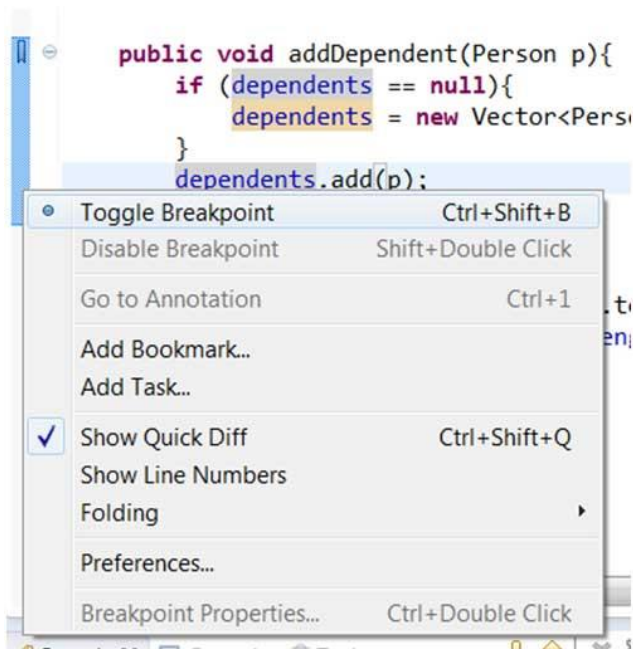 public void addDependent(Person p){
if (dependents == null){
dependents = new Vector<Pers
}
dependents.add(p);
Toggle Breakpoint Ctrl+Shift+B
Disable Breakpoint Shift+Double Click
Go to Annotation Ctrl+1
Add Bookmark...
Add Task...
Show Quick Diff Ctrl+Shift+Q
Show Line Numbers
Folding
Preferences...
Breakpoint Properties... Ctrl+Double Click